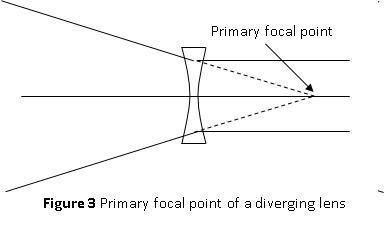 Primary focal point
Figure 3 Primary focal point of a diverging lens